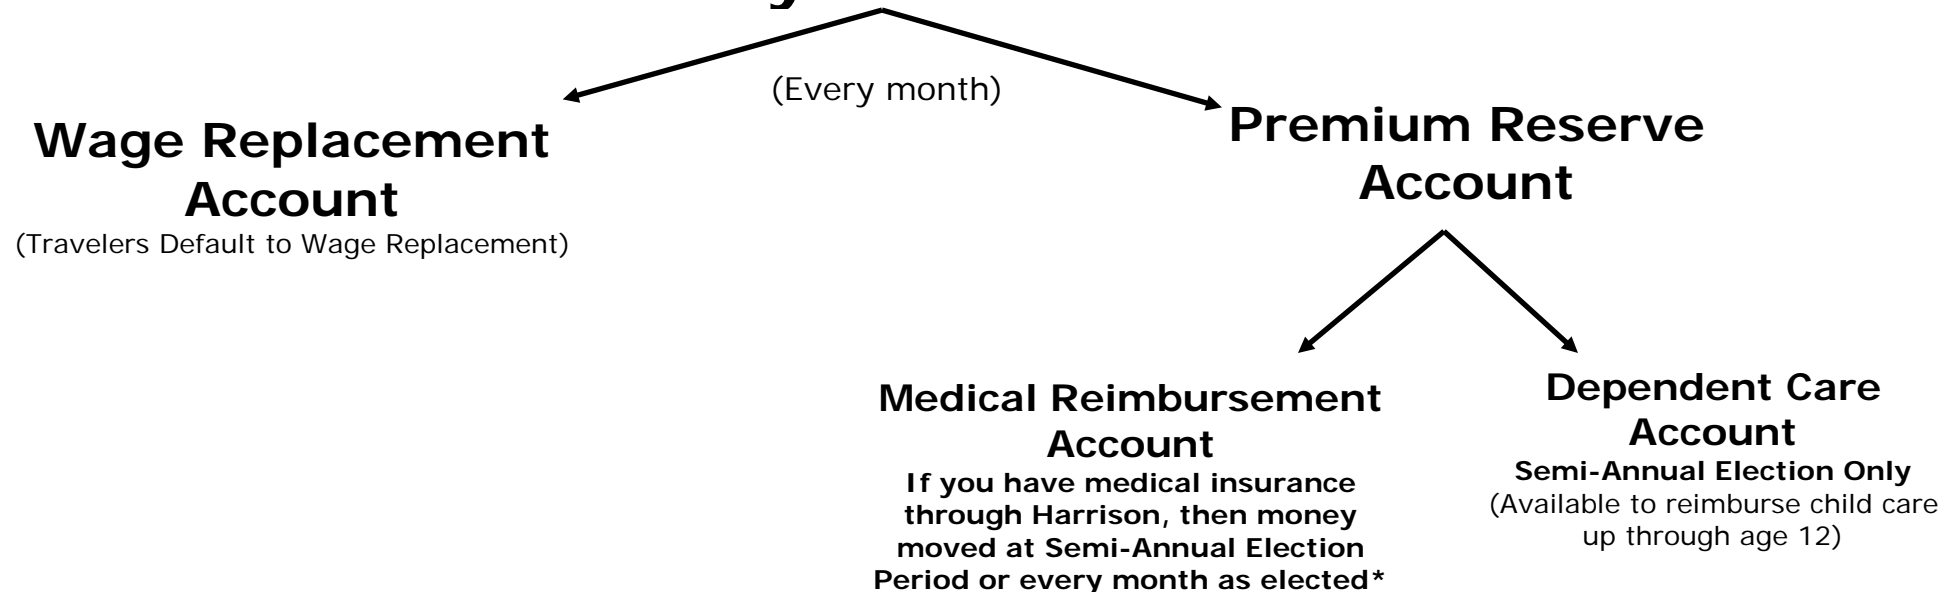 (Every month)
Wage Replacement
Account
(Travelers Default to Wage Replacement)
Premium Reserve
Account
Medical Reimbursement
Account
If you have medical insurance
through Harrison, then money
moved at Semi-Annual Election
Period or every month as elected*
Dependent Care
Account
Semi-Annual Election Only
(Available to reimburse child care
up through age 12)